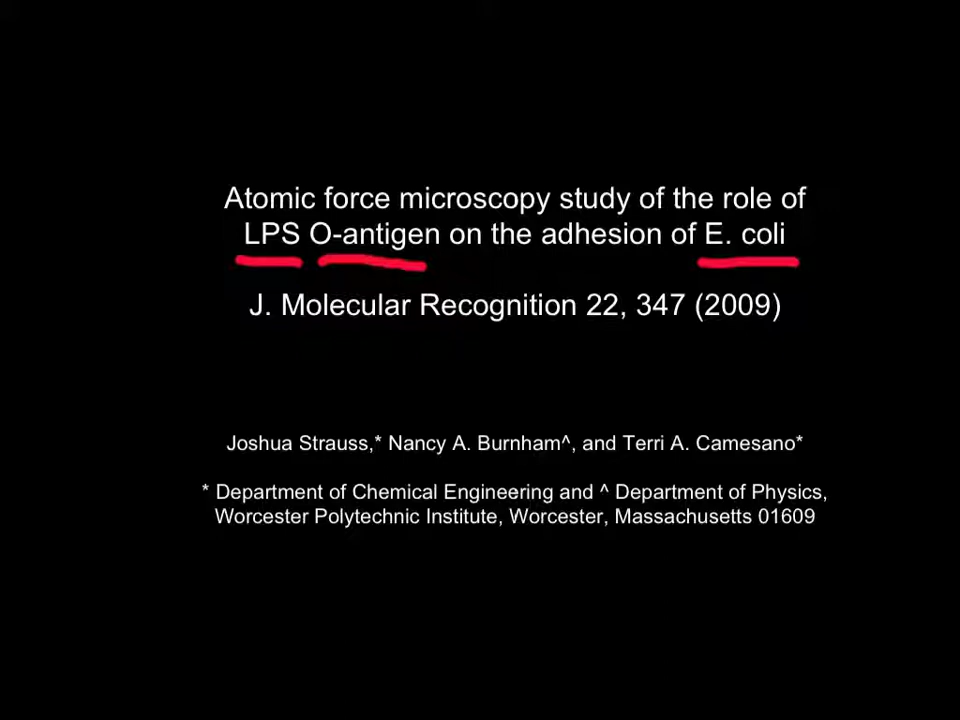 Atomic force microscopy study of the role of
LPS O-antigen on the adhesion of E. coli
J. Molecular Recognition 22, 347 (2009)
Joshua Strauss,* Nancy A. Burnham^, and Terri A. Camesano*
* Department of Chemical Engineering and ^ Department of Physics,
Worcester Polytechnic Institute, Worcester, Massachusetts 01609